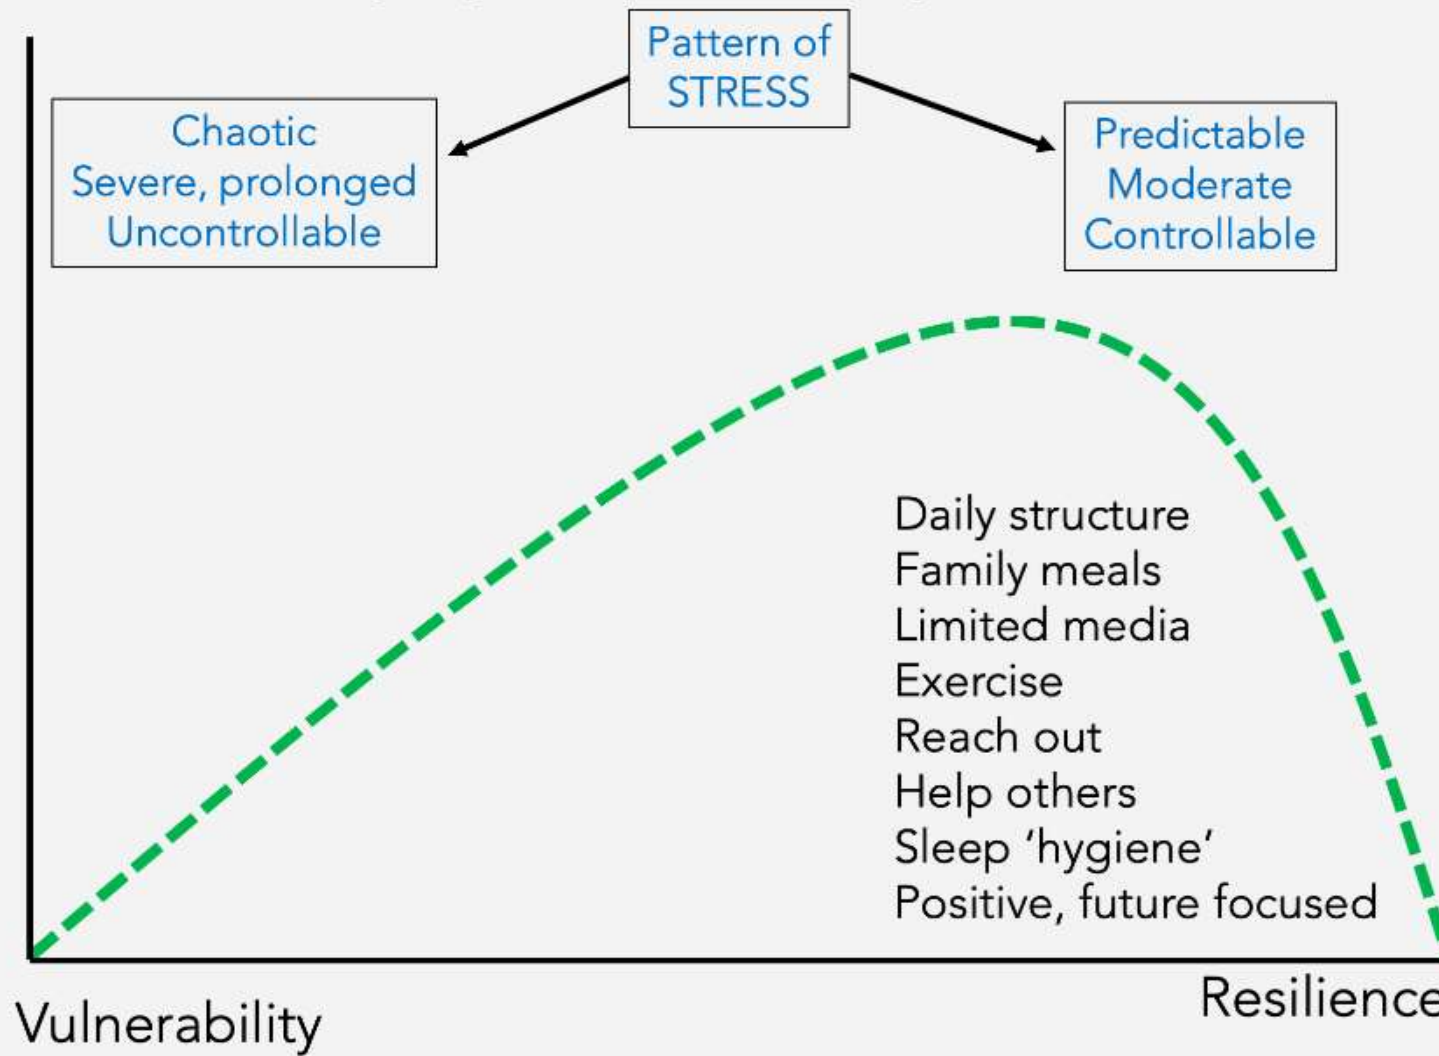 Pattern of
STRESS
Chaotic
Severe, prolonged
Uncontrollable
Predictable
Moderate
Controllable
Daily structure
Family meals
Limited media
Exercise
Reach out
Help others
Sleep ‘hygiene’
Positive, future focused
Vulnerability
Resilience